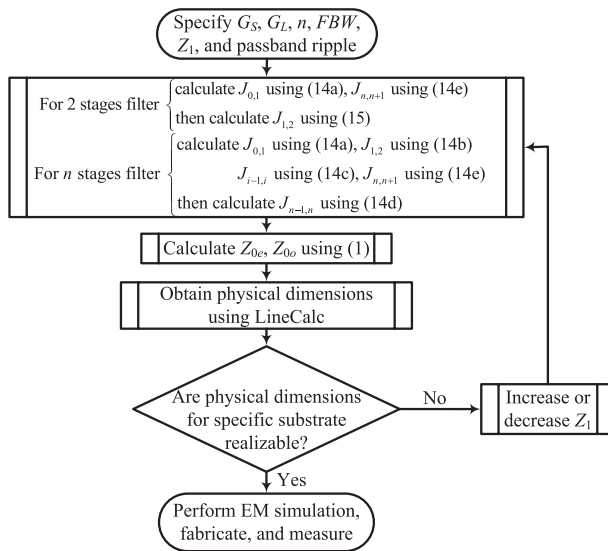 Specify G_S, G_L, n, FBW,
Z_1, and passband ripple
For 2 stages filter { calculate J_{0,1} using (14a), J_{n,n+1} using (14e)
then calculate J_{1,2} using (15)
For n stages filter { calculate J_{0,1} using (14a), J_{1,2} using (14b)
J_{i−1,i} using (14c), J_{n,n+1} using (14e)
then calculate J_{n−1,n} using (14d)
Calculate Z_{0e}, Z_{0o} using (1)
Obtain physical dimensions
using LineCalc
Are physical dimensions
for specific substrate
realizable?
No
Increase or
decrease Z_1
Yes
Perform EM simulation,
fabricate, and measure